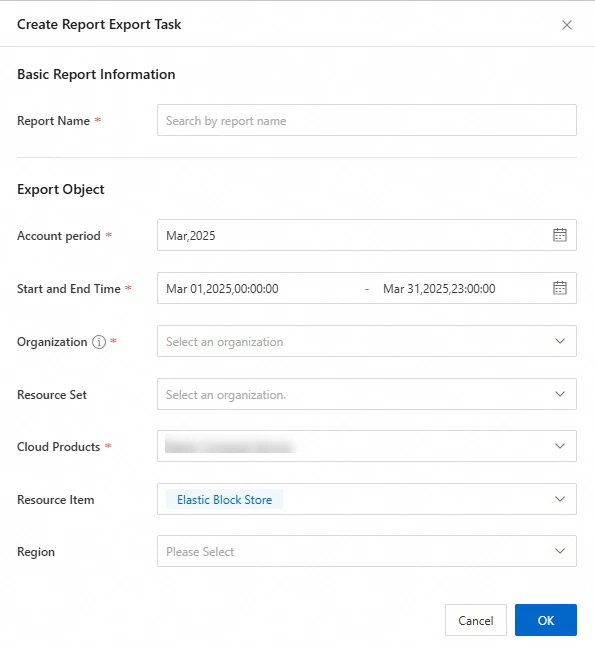 Create Report Export Task
Basic Report Information
Report Name *
Search by report name
Export Object
Account period *
Mar,2025
Start and End Time *
Mar 01,2025,00:00:00 - Mar 31,2025,23:00:00
Organization *
Select an organization
Resource Set
Select an organization.
Cloud Products *
Resource Item
Elastic Block Store
Region
Please Select
Cancel
OK